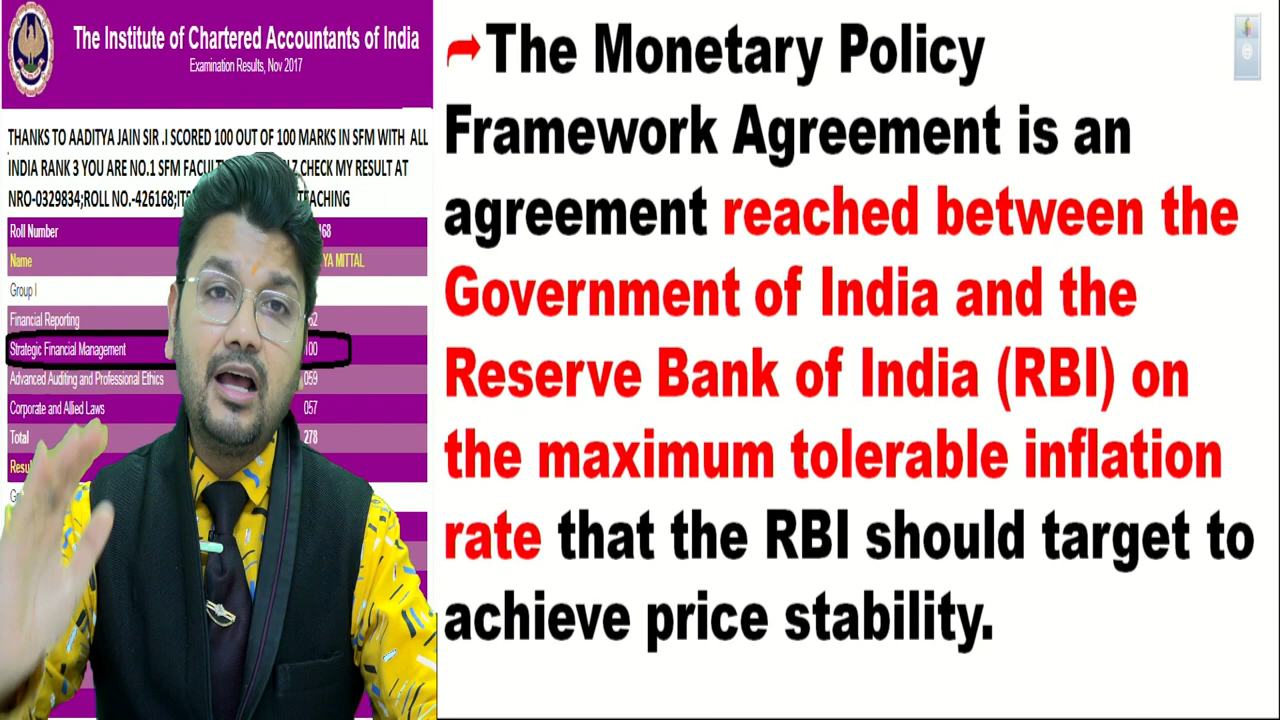 The Institute of Chartered Accountants of India
Examination Results, Nov 2017
THANKS TO AADITYA JAIN SIR .I SCORED 100 OUT OF 100 MARKS IN SFM WITH ALL
INDIA RANK 3 YOU ARE NO.1 SFM CHECK MY RESULT AT
NRO-0329834;ROLL NO.-426168;
Roll Number 68
Name YA MITTAL
Group I
Financial Reporting
Strategic Financial Management 100
Advanced Auditing and Professional Ethics 059
Corporate and Allied Laws 057
Total 278
The Monetary Policy
Framework Agreement is an
agreement reached between the
Government of India and the
Reserve Bank of India (RBI) on
the maximum tolerable inflation
rate that the RBI should target to
achieve price stability.